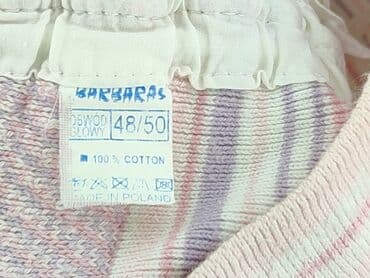 BARBARAS
OBWÓD
GŁOWY
48/50
100% COTTON
MADE IN POLAND